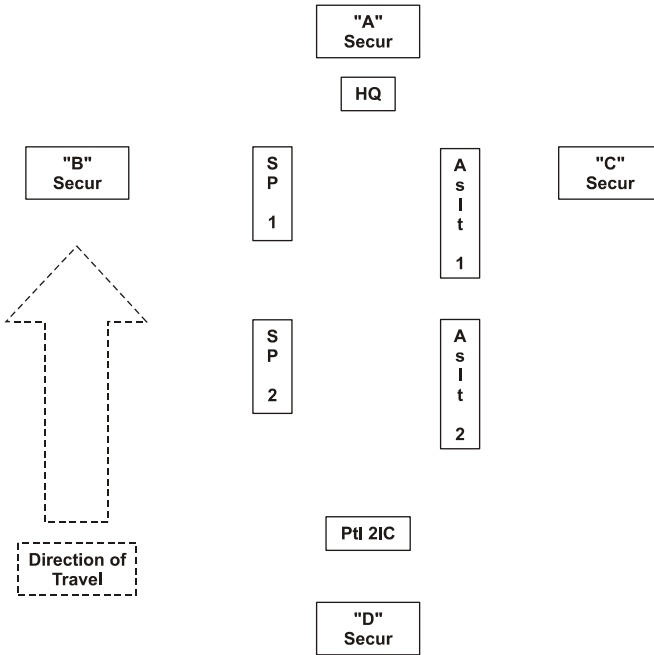 "A"
Secur
HQ
"B"
Secur
S
P
1
A
s
l
t
1
"C"
Secur
S
P
2
A
s
l
t
2
Ptl 2IC
Direction of
Travel
"D"
Secur